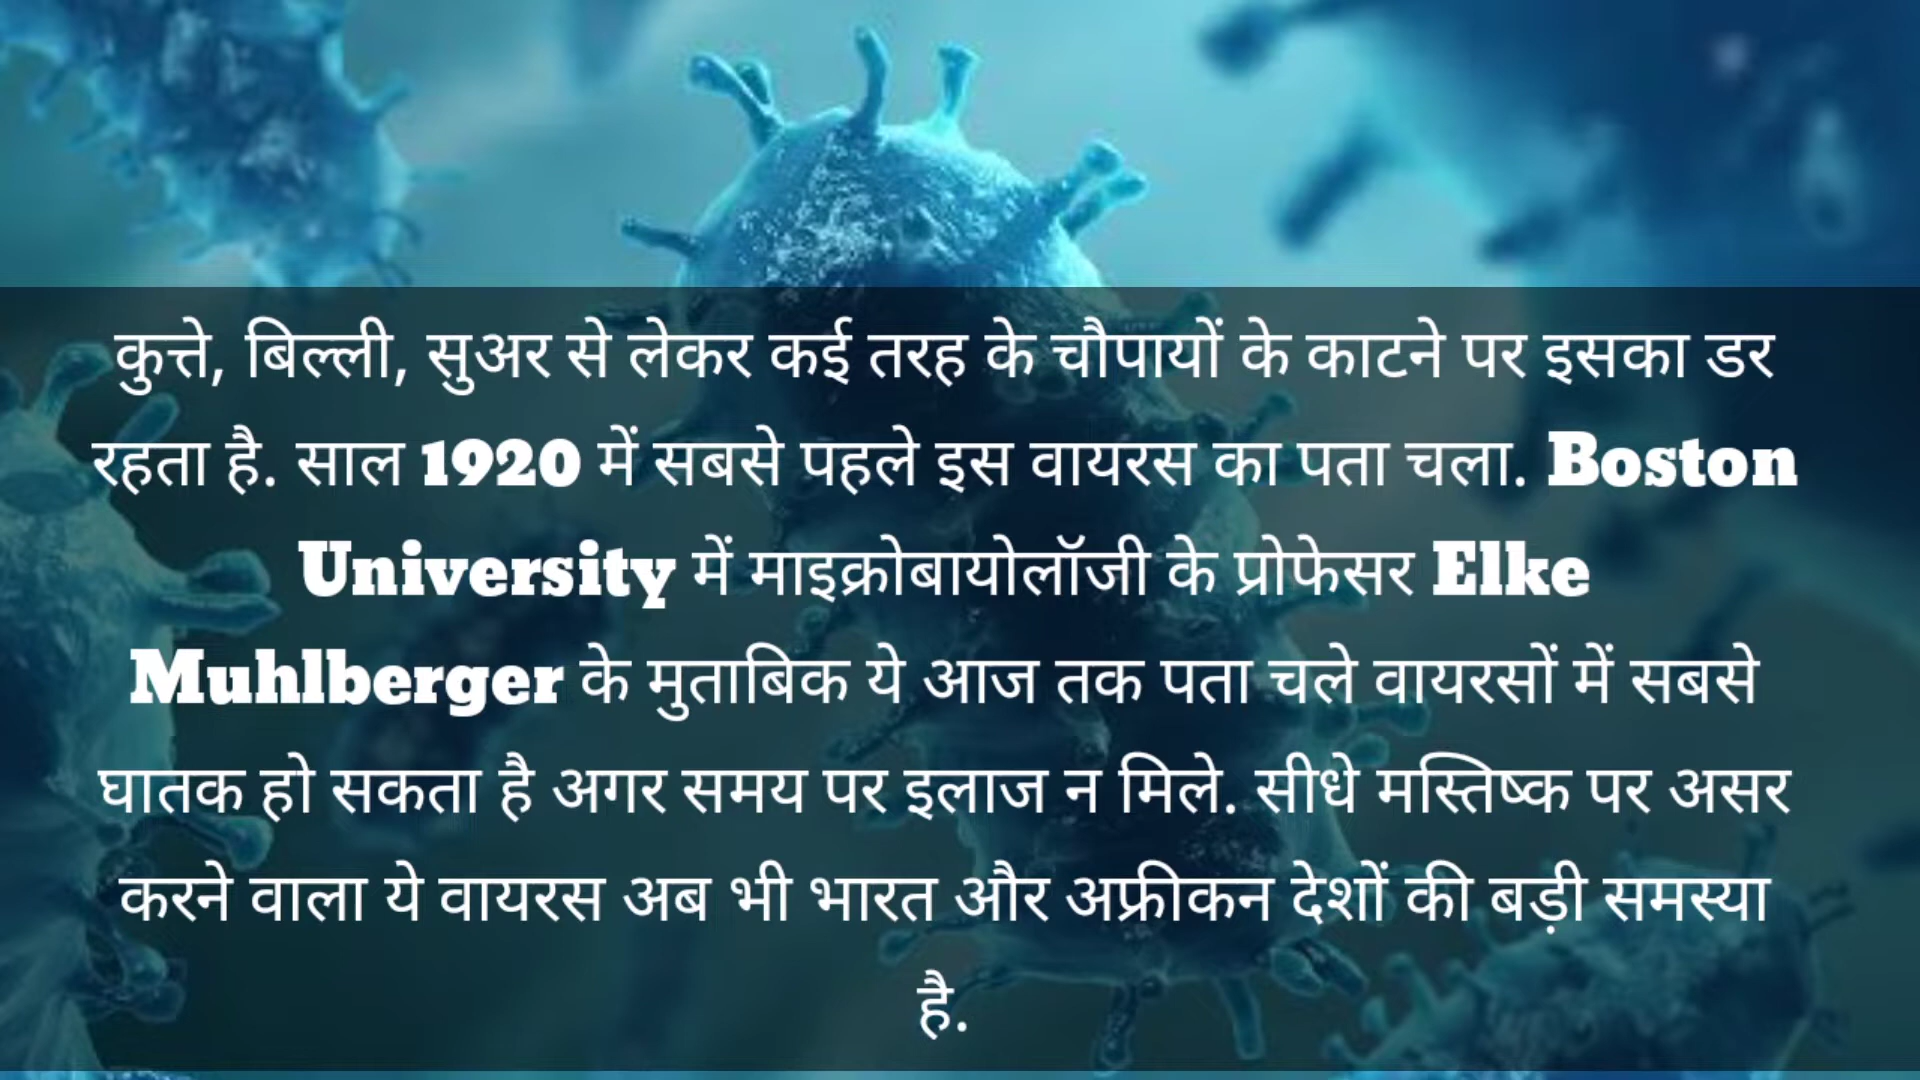 कुत्ते, बिल्ली, सुअर से लेकर कई तरह के चौपायों के काटने पर इसका डर
रहता है. साल 1920 में सबसे पहले इस वायरस का पता चला. Boston
University में माइक्रोबायोलॉजी के प्रोफेसर Elke
Muhlberger के मुताबिक ये आज तक पता चले वायरसों में सबसे
घातक हो सकता है अगर समय पर इलाज न मिले. सीधे मस्तिष्क पर असर
करने वाला ये वायरस अब भी भारत और अफ्रीकन देशों की बड़ी समस्या
है.